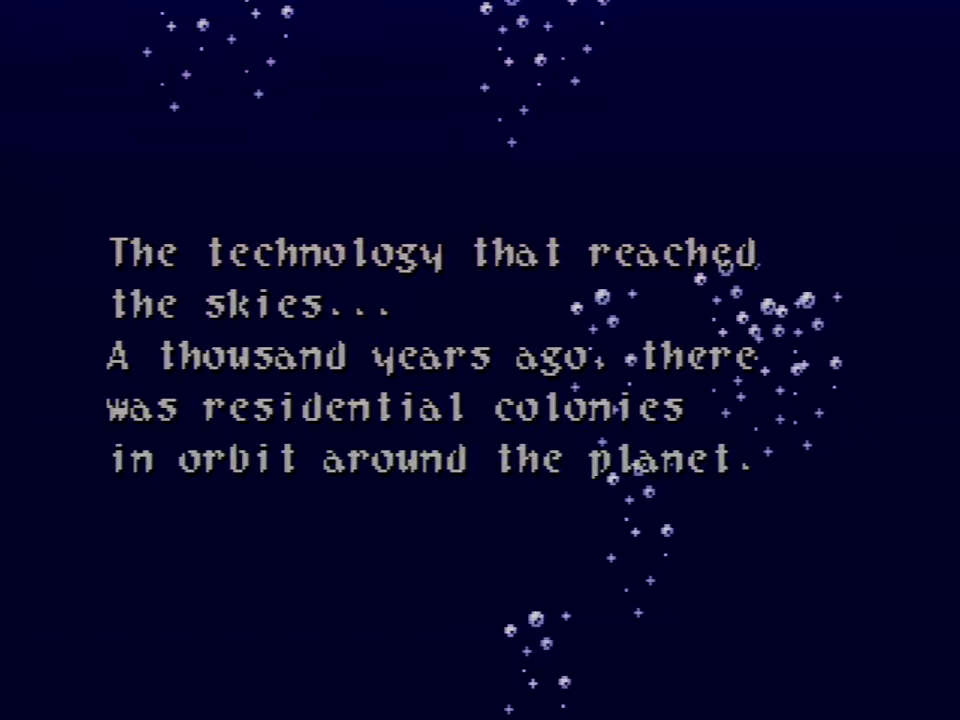 The technology that reached
the skies...
A thousand years ago, there
was residential colonies
in orbit around the planet.